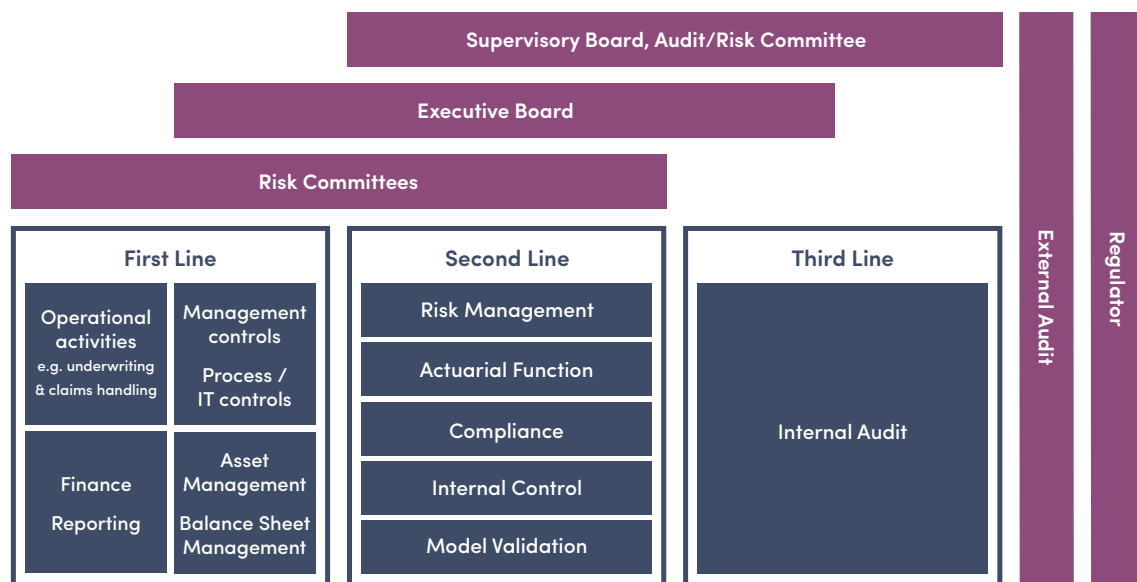 Supervisory Board, Audit/Risk Committee
Executive Board
Risk Committees
First Line
Operational
activities
e.g. underwriting
& claims handling
Management
controls
Process /
IT controls
Finance
Reporting
Asset
Management
Balance Sheet
Management
Second Line
Risk Management
Actuarial Function
Compliance
Internal Control
Model Validation
Third Line
Internal Audit
External Audit
Regulator